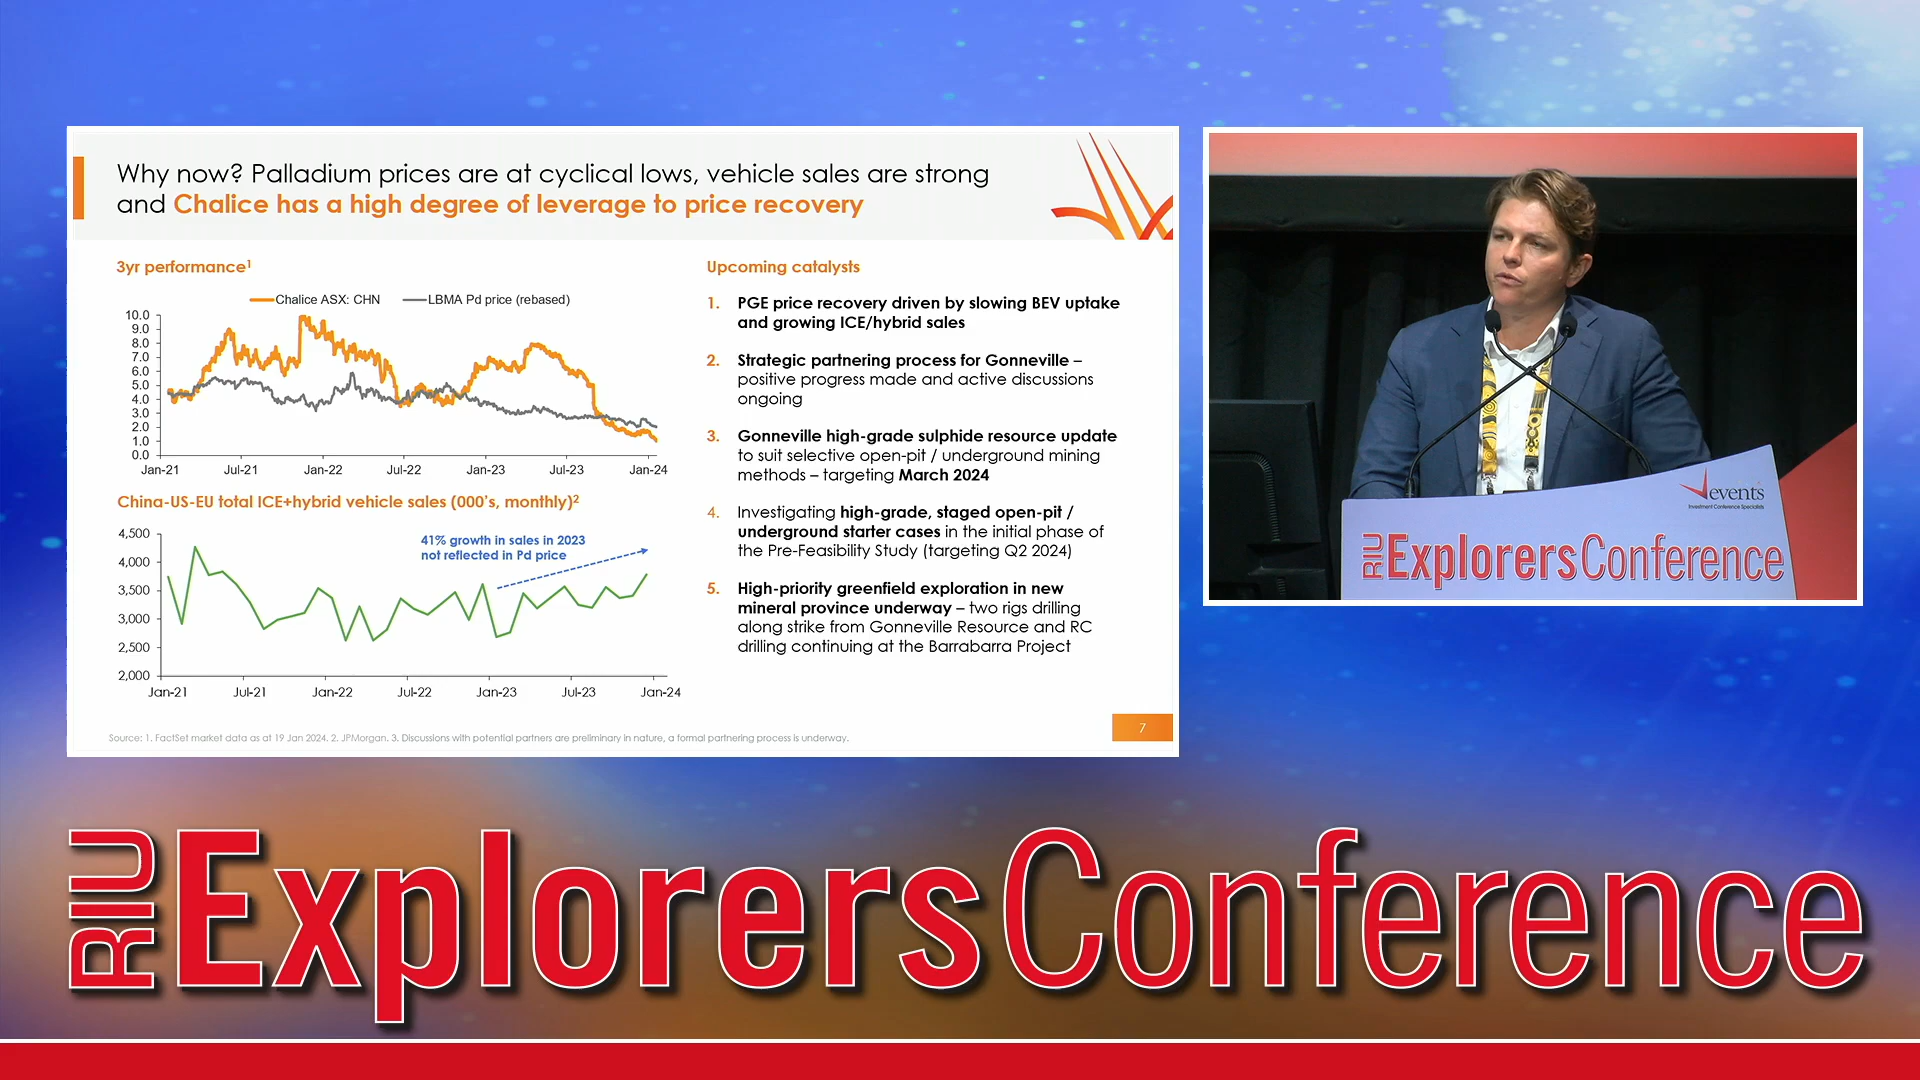 Why now? Palladium prices are at cyclical lows, vehicle sales are strong
and Chalice has a high degree of leverage to price recovery
3yr performance¹
Chalice ASX: CHN
LBMA Pd price (rebased)
10.0
9.0
8.0
7.0
6.0
5.0
4.0
3.0
2.0
1.0
0.0
Jan-21 Jul-21 Jan-22 Jul-22 Jan-23 Jul-23 Jan-24
China-US-EU total ICE+hybrid vehicle sales (000's, monthly)²
41% growth in sales in 2023
not reflected in Pd price
4,500
4,000
3,500
3,000
2,500
2,000
Jan-21 Jul-21 Jan-22 Jul-22 Jan-23 Jul-23 Jan-24
Upcoming catalysts
1. PGE price recovery driven by slowing BEV uptake
and growing ICE/hybrid sales
2. Strategic partnering process for Gonneville –
positive progress made and active discussions
ongoing
3. Gonneville high-grade sulphide resource update
to suit selective open-pit / underground mining
methods – targeting March 2024
4. Investigating high-grade, staged open-pit /
underground starter cases in the initial phase of
the Pre-Feasibility Study (targeting Q2 2024)
5. High-priority greenfield exploration in new
mineral province underway – two rigs drilling
along strike from Gonneville Resource and RC
drilling continuing at the Barrabarra Project
Source: 1. FactSet market data as at 19 Jan 2024. 2. JPMorgan. 3. Discussions with potential partners are preliminary in nature, a formal partnering process is underway.
7
events
Investment Conference Specialists
RIU ExplorersConference
RIU ExplorersConference